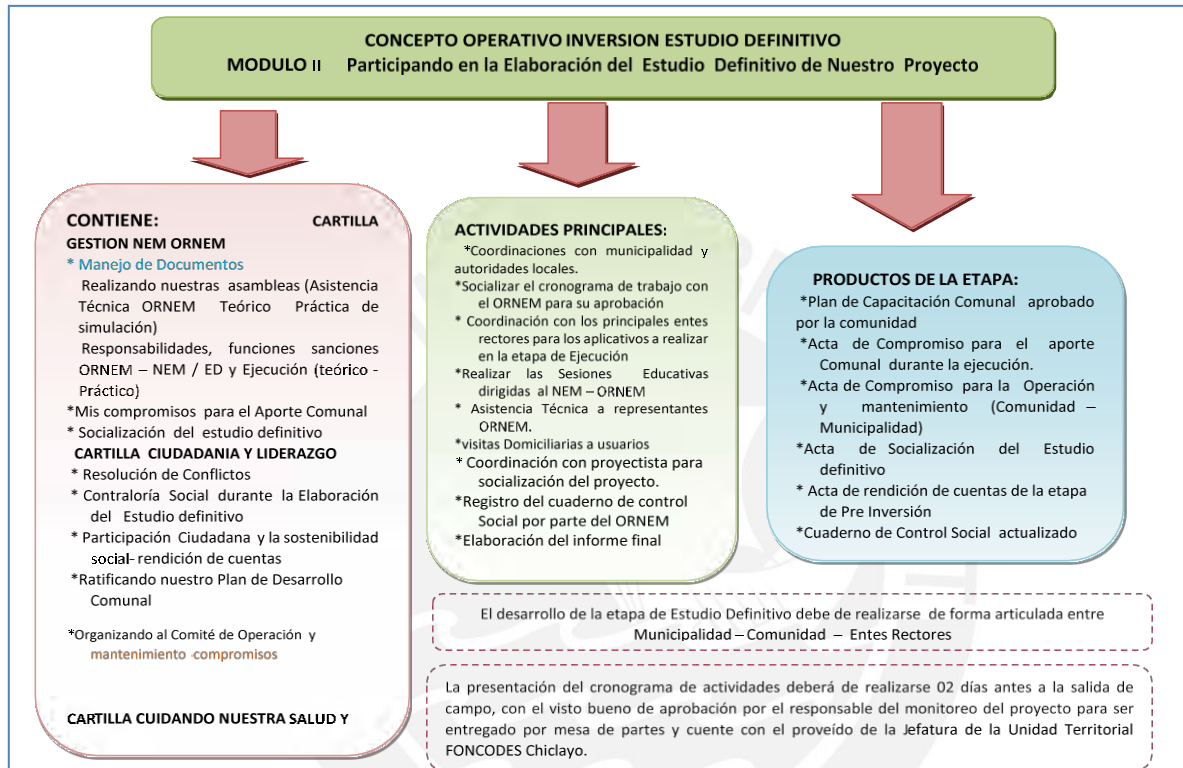 CONCEPTO OPERATIVO INVERSION ESTUDIO DEFINITIVO
MODULO II Participando en la Elaboración del Estudio Definitivo de Nuestro Proyecto
CONTIENE: CARTILLA
GESTION NEM ORNEM
* Manejo de Documentos
Realizando nuestras asambleas (Asistencia
Técnica ORNEM Teórico Práctica de
simulación)
Responsabilidades, funciones sanciones
ORNEM – NEM / ED y Ejecución (teórico -
Práctico)
*Mis compromisos para el Aporte Comunal
* Socialización del estudio definitivo
CARTILLA CIUDADANIA Y LIDERAZGO
* Resolución de Conflictos
* Contraloría Social durante la Elaboración
del Estudio definitivo
* Participación Ciudadana y la sostenibilidad
social- rendición de cuentas
*Ratificando nuestro Plan de Desarrollo
Comunal
*Organizando al Comité de Operación y
mantenimiento -compromisos
CARTILLA CUIDANDO NUESTRA SALUD Y
ACTIVIDADES PRINCIPALES:
*Coordinaciones con municipalidad y
autoridades locales.
*Socializar el cronograma de trabajo con
el ORNEM para su aprobación
* Coordinación con los principales entes
rectores para los aplicativos a realizar
en la etapa de Ejecución
*Realizar las Sesiones Educativas
dirigidas al NEM – ORNEM
* Asistencia Técnica a representantes
ORNEM.
*visitas Domiciliarias a usuarios
* Coordinación con proyectista para
socialización del proyecto.
*Registro del cuaderno de control
Social por parte del ORNEM
*Elaboración del informe final
PRODUCTOS DE LA ETAPA:
*Plan de Capacitación Comunal aprobado
por la comunidad
*Acta de Compromiso para el aporte
Comunal durante la ejecución.
*Acta de Compromiso para la Operación
y mantenimiento (Comunidad –
Municipalidad)
*Acta de Socialización del Estudio
definitivo
* Acta de rendición de cuentas de la etapa
de Pre Inversión
*Cuaderno de Control Social actualizado
El desarrollo de la etapa de Estudio Definitivo debe de realizarse de forma articulada entre
Municipalidad – Comunidad – Entes Rectores
La presentación del cronograma de actividades deberá de realizarse 02 días antes a la salida de
campo, con el visto bueno de aprobación por el responsable del monitoreo del proyecto para ser
entregado por mesa de partes y cuente con el proveído de la Jefatura de la Unidad Territorial
FONCODES Chiclayo.